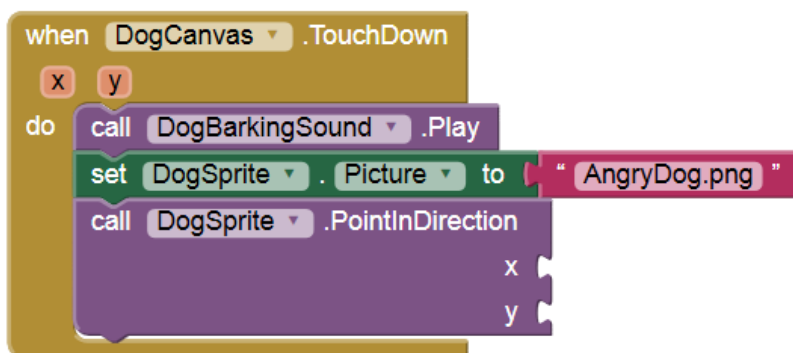 when DogCanvas .TouchDown
x y
do call DogBarkingSound .Play
set DogSprite . Picture to " AngryDog.png "
call DogSprite .PointInDirection
x
y